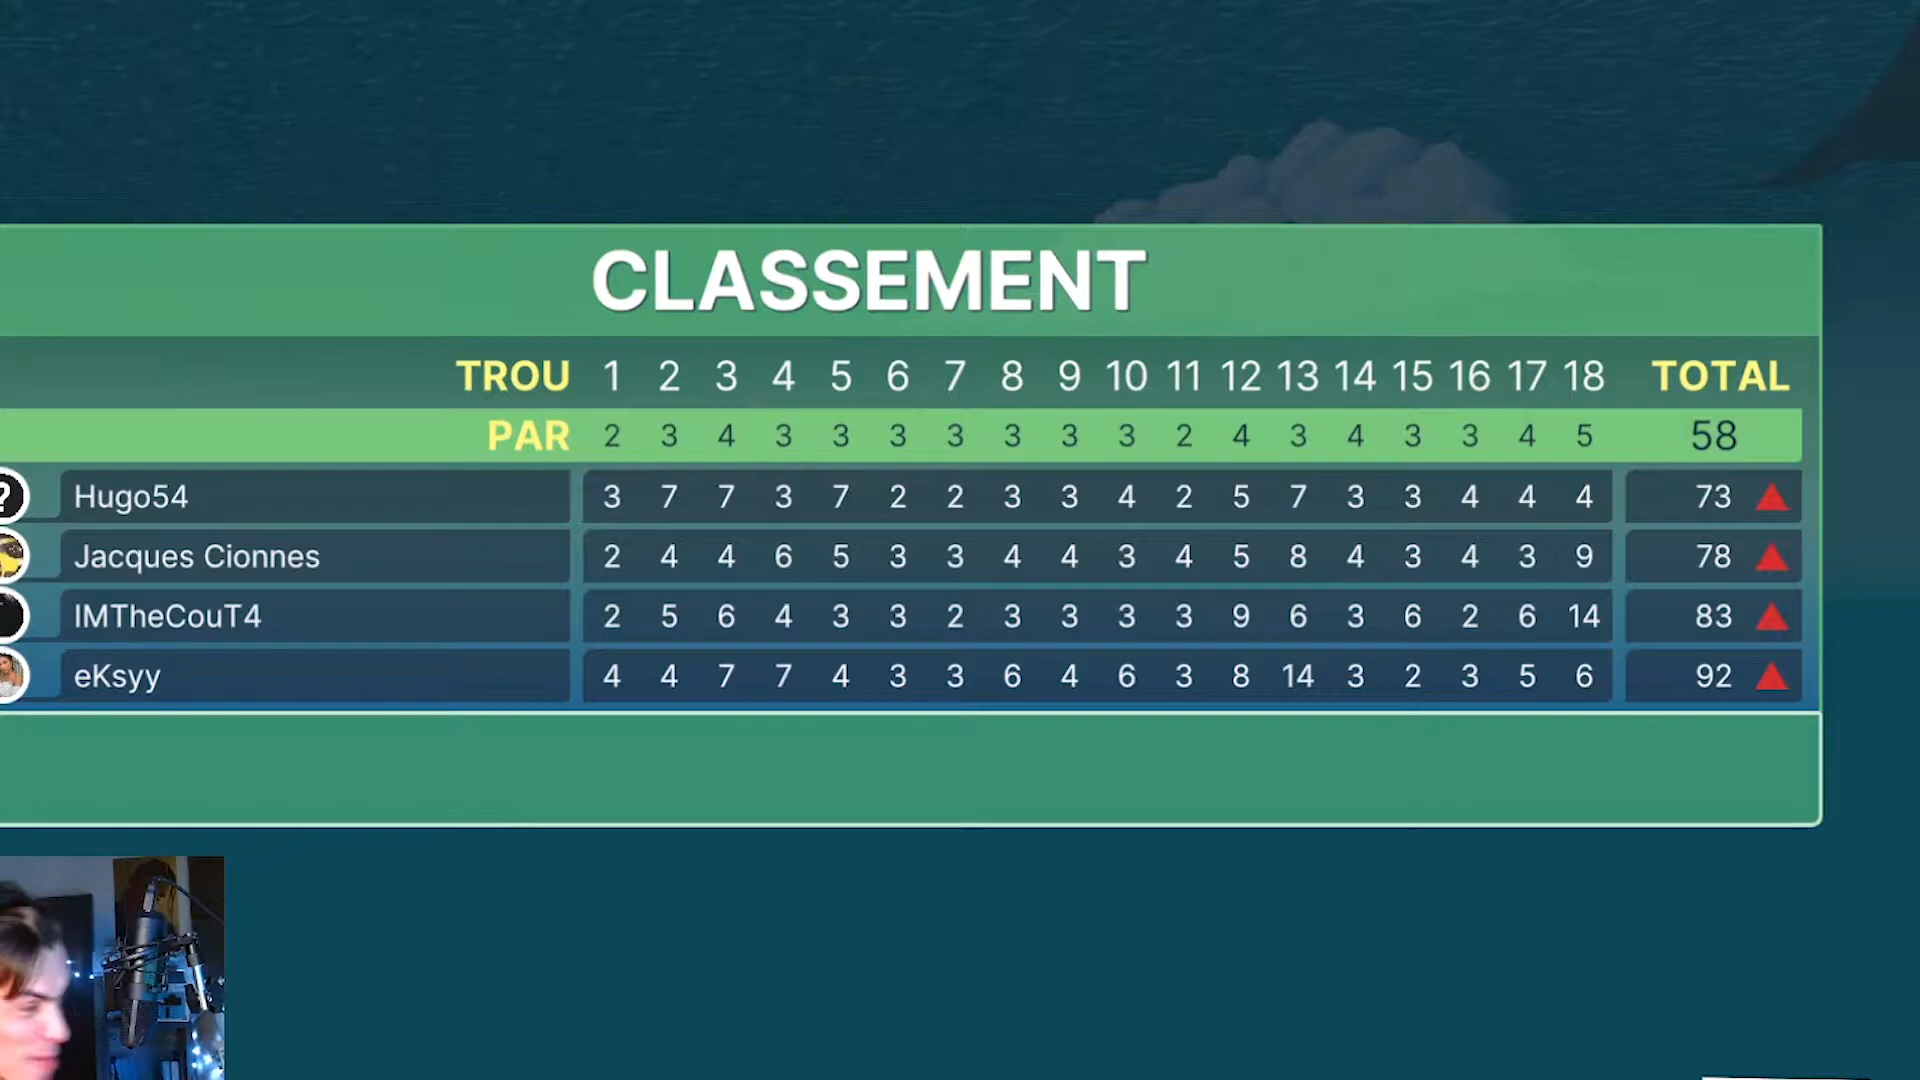 CLASSEMENT
TROU 1 2 3 4 5 6 7 8 9 10 11 12 13 14 15 16 17 18 TOTAL
PAR 2 3 4 3 3 3 3 3 3 3 2 4 3 4 3 3 4 5 58
? Hugo54 3 7 7 3 7 2 2 3 3 4 2 5 7 3 3 4 4 4 73
Jacques Cionnes 2 4 4 6 5 3 3 4 4 3 4 5 8 4 3 4 3 9 78
IMTheCouT4 2 5 6 4 3 3 2 3 3 3 3 9 6 3 6 2 6 14 83
eKsyy 4 4 7 7 4 3 3 6 4 6 3 8 14 3 2 3 5 6 92